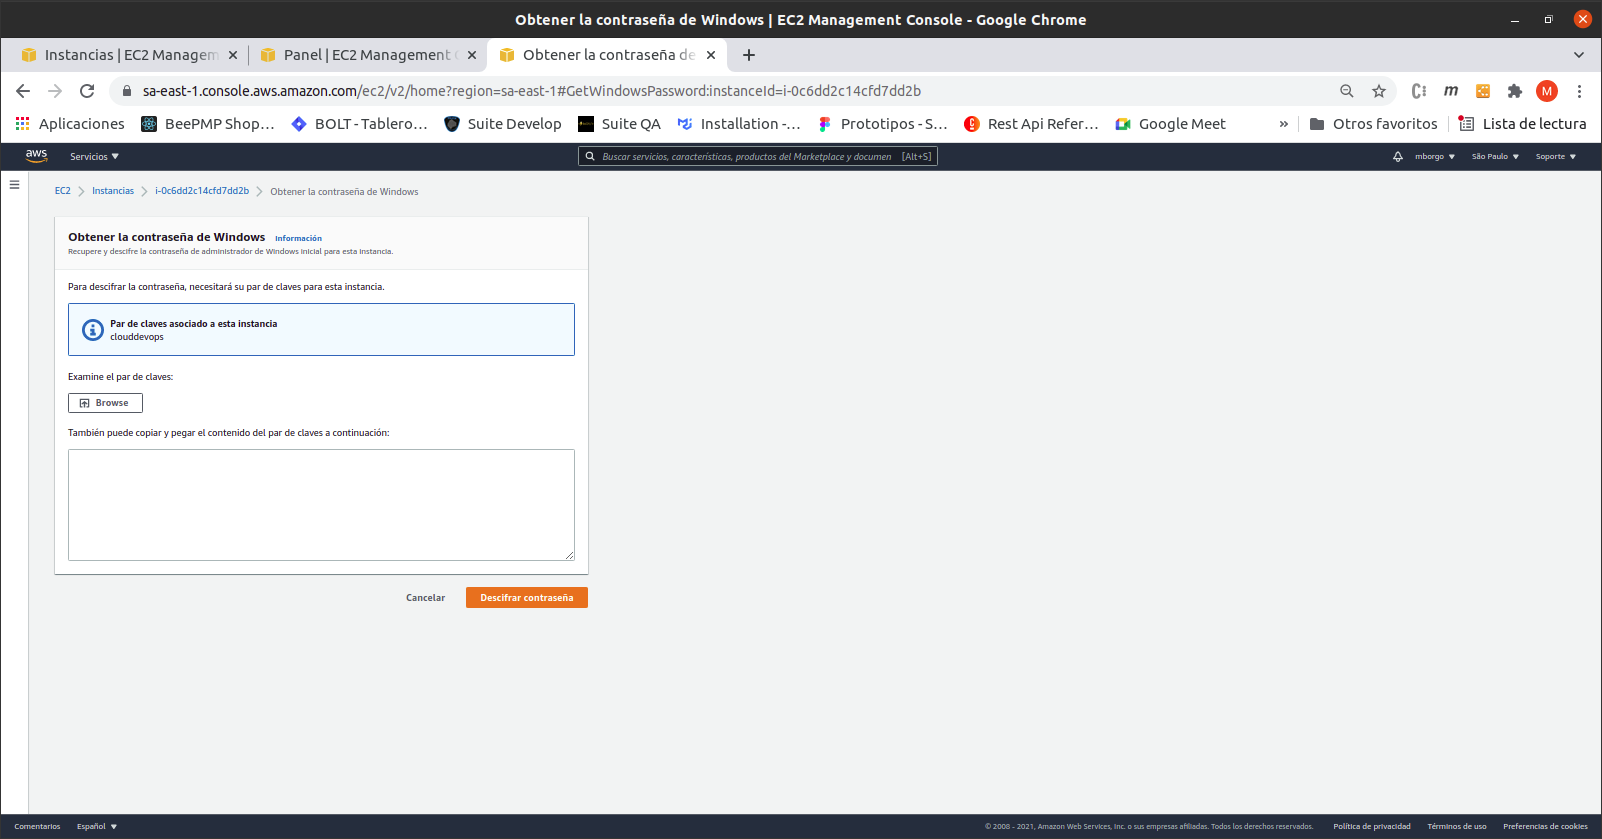 Obtener la contraseña de Windows | EC2 Management Console - Google Chrome
Instancias | EC2 Managem
Panel | EC2 Management
Obtener la contraseña de
sa-east-1.console.aws.amazon.com/ec2/v2/home?region=sa-east-1#GetWindowsPassword:instanceId=i-0c6dd2c14cfd7dd2b
M
Aplicaciones
BeePMP Shop...
BOLT - Tablero...
Suite Develop
Suite QA
Installation -...
Prototipos - S...
Rest Api Refer...
Google Meet
»
Otros favoritos
Lista de lectura
aws
Servicios
Buscar servicios, características, productos del Marketplace y documen [Alt+S]
mborgo
São Paulo
Soporte
EC2 > Instancias > i-0c6dd2c14cfd7dd2b > Obtener la contraseña de Windows
Obtener la contraseña de Windows Información
Recupere y descifre la contraseña de administrador de Windows inicial para esta instancia.
Para descifrar la contraseña, necesitará su par de claves para esta instancia.
Par de claves asociado a esta instancia
clouddevops
Examine el par de claves:
Browse
También puede copiar y pegar el contenido del par de claves a continuación:
Cancelar
Descifrar contraseña
Comentarios
Español
© 2008 - 2021, Amazon Web Services, Inc. o sus empresas afiliadas. Todos los derechos reservados.
Política de privacidad
Términos de uso
Preferencias de cookies